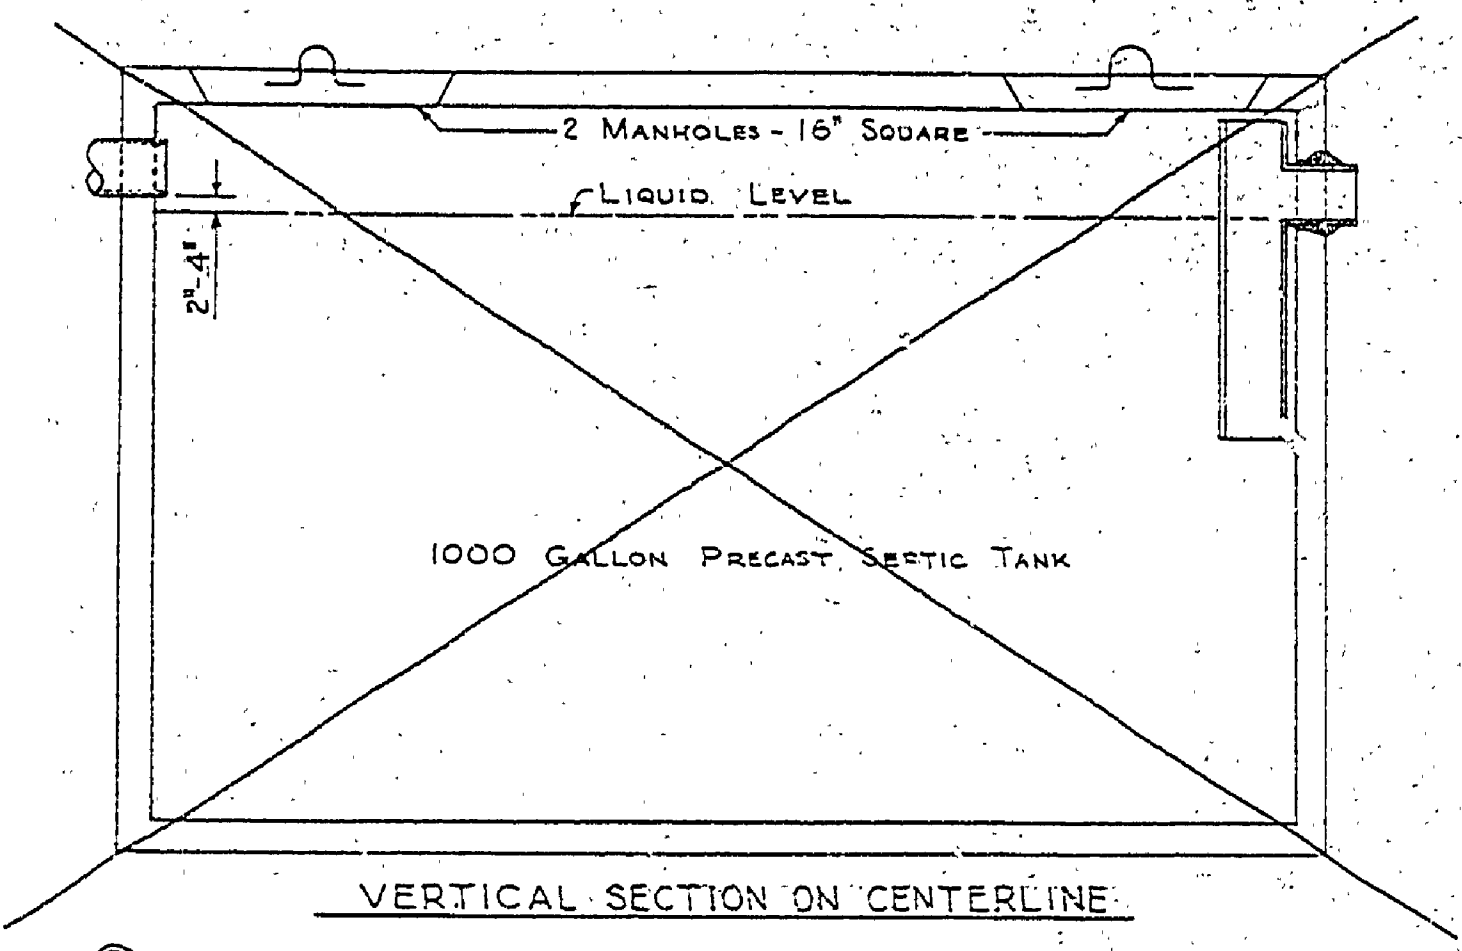 2 MANHOLES - 16" SQUARE
LIQUID LEVEL
2"-4"
1000 GALLON PRECAST SEPTIC TANK
VERTICAL SECTION ON CENTERLINE